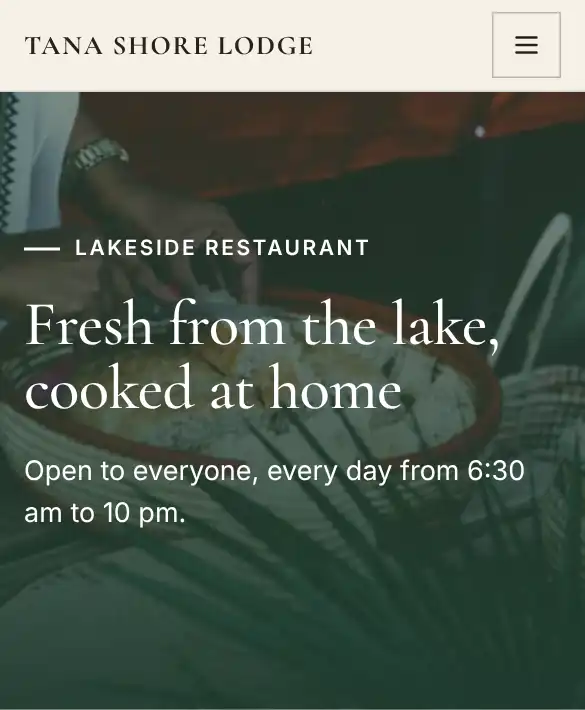 TANA SHORE LODGE
LAKESIDE RESTAURANT
Fresh from the lake,
cooked at home
Open to everyone, every day from 6:30
am to 10 pm.